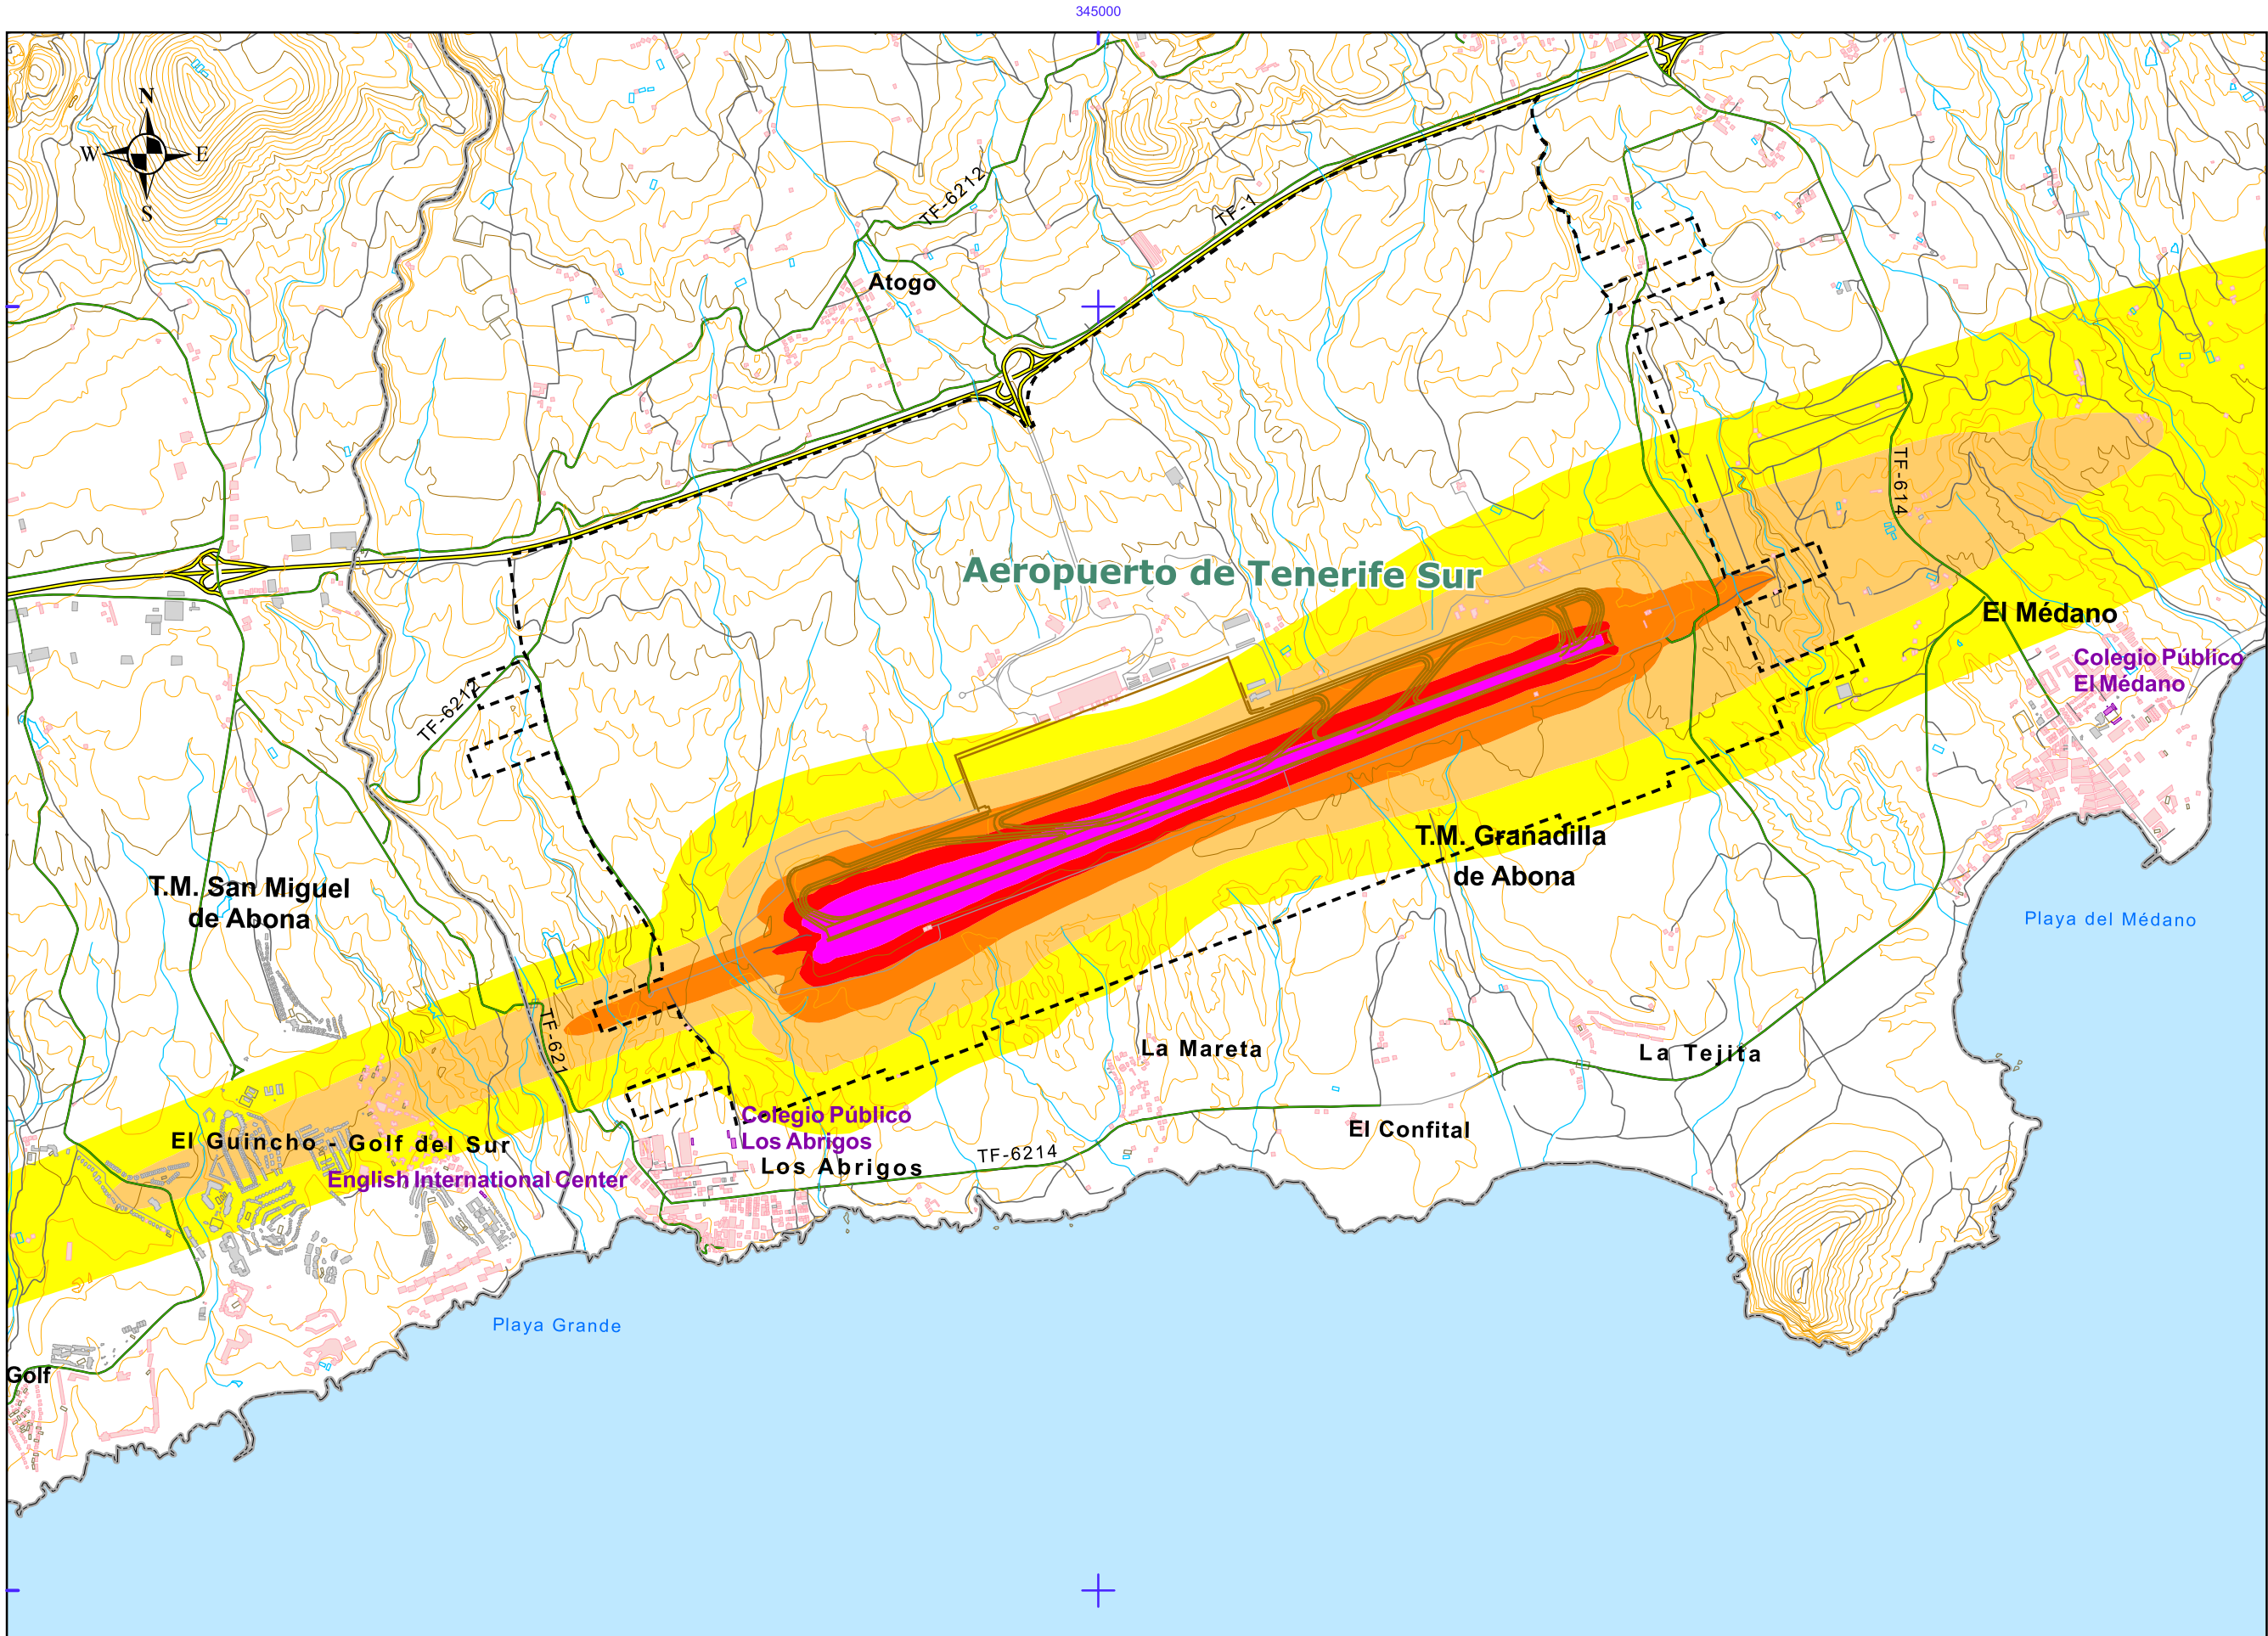 345000
N
W E
S
TF-6212
TF-1
Atogo
TF-614
Aeropuerto de Tenerife Sur
El Médano
Colegio Público
El Médano
TF-6212
T.M. Granadilla
de Abona
T.M. San Miguel
de Abona
Playa del Médano
TF-621
La Mareta
La Tejita
Colegio Público
Los Abrigos
El Confital
El Guincho - Golf del Sur
TF-6214
Los Abrigos
English International Center
Playa Grande
Golf